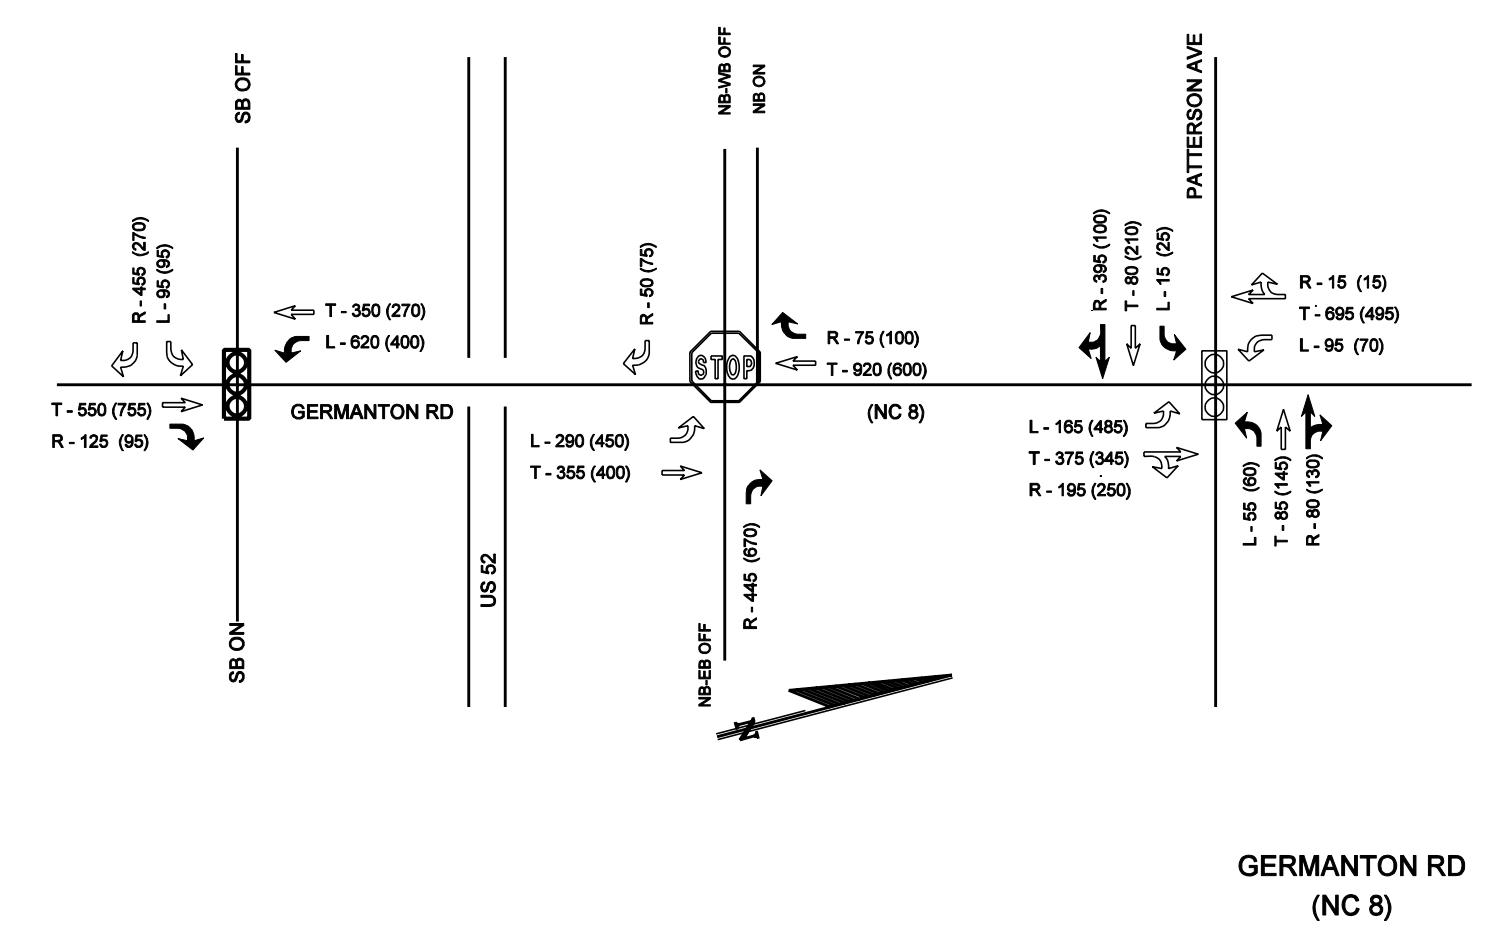 SB OFF
NB-WB OFF
NB ON
PATTERSON AVE
R - 455 (270)
L - 95 (95)
T - 350 (270)
L - 620 (400)
R - 50 (75)
STOP
R - 75 (100)
T - 920 (600)
R - 395 (100)
T - 80 (210)
L - 15 (25)
R - 15 (15)
T - 695 (495)
L - 95 (70)
T - 550 (755)
R - 125 (95)
GERMANTON RD
(NC 8)
L - 290 (450)
T - 355 (400)
R - 445 (670)
L - 165 (485)
T - 375 (345)
R - 195 (250)
L - 55 (60)
T - 85 (145)
R - 80 (130)
US 52
SB ON
NB-EB OFF
N
GERMANTON RD
(NC 8)